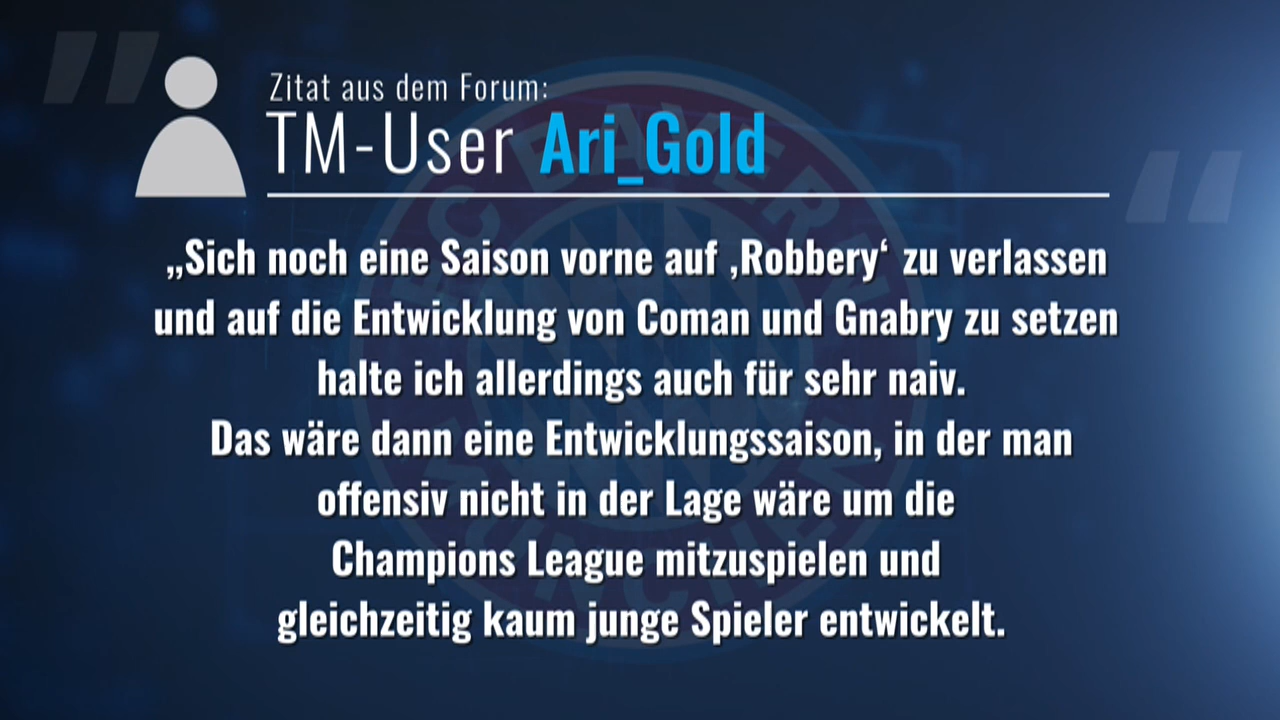 Zitat aus dem Forum:
TM-User Ari_Gold
„Sich noch eine Saison vorne auf ‚Robbery‘ zu verlassen
und auf die Entwicklung von Coman und Gnabry zu setzen
halte ich allerdings auch für sehr naiv.
Das wäre dann eine Entwicklungssaison, in der man
offensiv nicht in der Lage wäre um die
Champions League mitzuspielen und
gleichzeitig kaum junge Spieler entwickelt.
FC BAYERN
MÜNCHEN